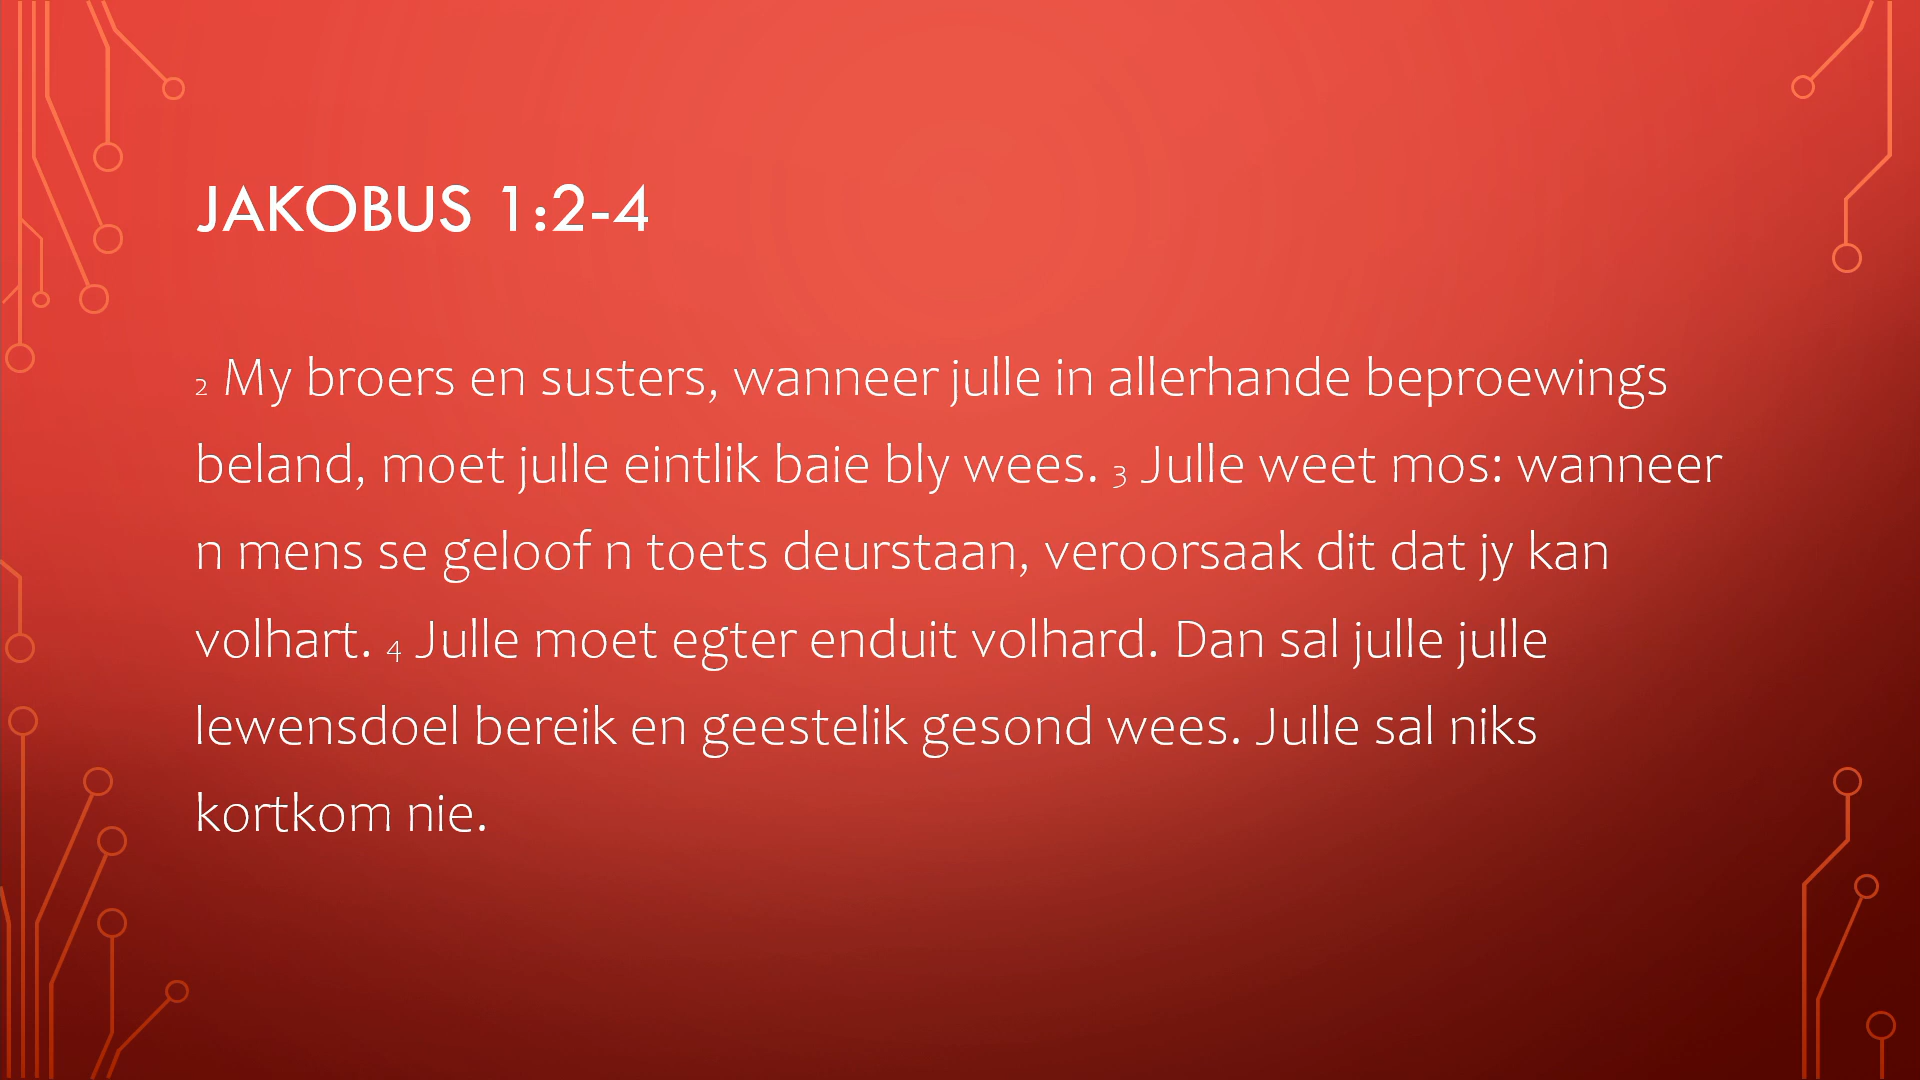 JAKOBUS 1:2-4
2 My broers en susters, wanneer julle in allerhande beproewings
beland, moet julle eintlik baie bly wees. 3 Julle weet mos: wanneer
n mens se geloof n toets deurstaan, veroorsaak dit dat jy kan
volhart. 4 Julle moet egter enduit volhard. Dan sal julle julle
lewensdoel bereik en geestelik gesond wees. Julle sal niks
kortkom nie.